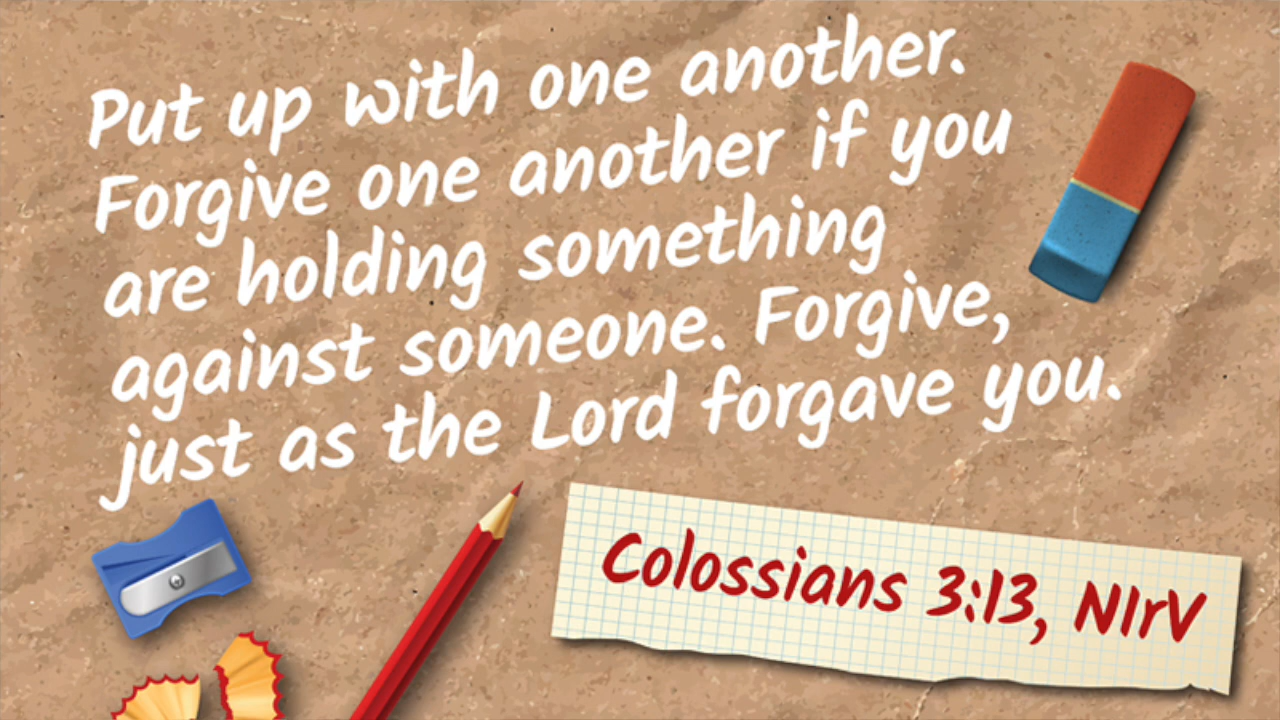 Put up with one another.
Forgive one another if you
are holding something
against someone. Forgive,
just as the Lord forgave you.
Colossians 3:13, NIrV